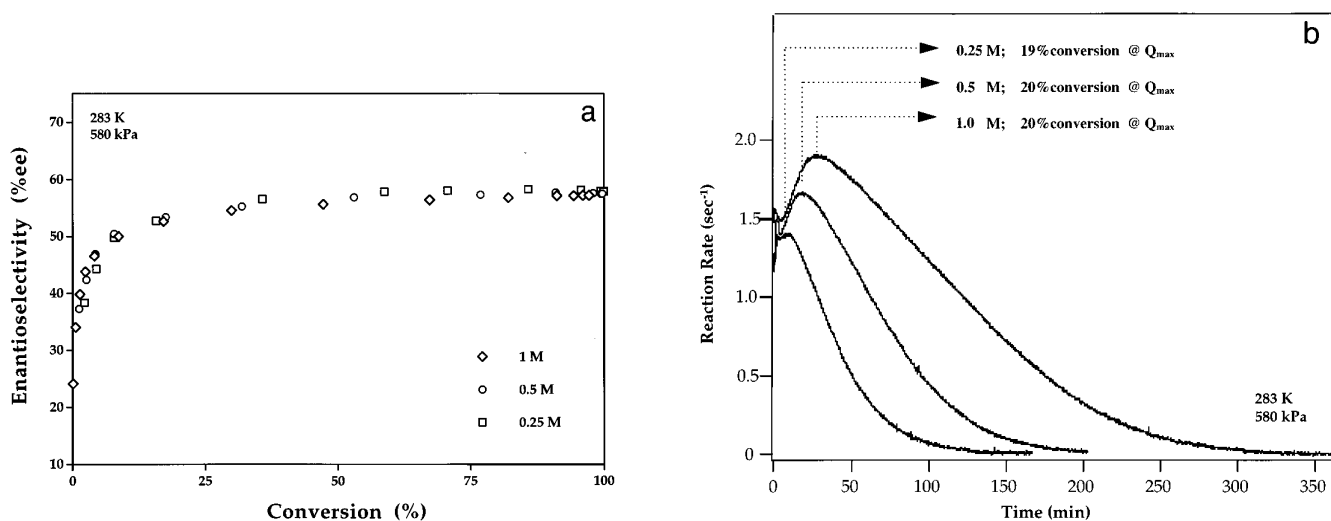 a
283 K
580 kPa
70
60
50
40
30
20
10
Enantioselectivity (%ee)
1 M
0.5 M
0.25 M
0
25
50
75
100
Conversion (%)
b
0.25 M; 19%conversion @ Qmax
0.5 M; 20%conversion @ Qmax
1.0 M; 20%conversion @ Qmax
2.0
1.5
1.0
0.5
0
Reaction Rate (sec⁻¹)
283 K
580 kPa
0
50
100
150
200
250
300
350
Time (min)